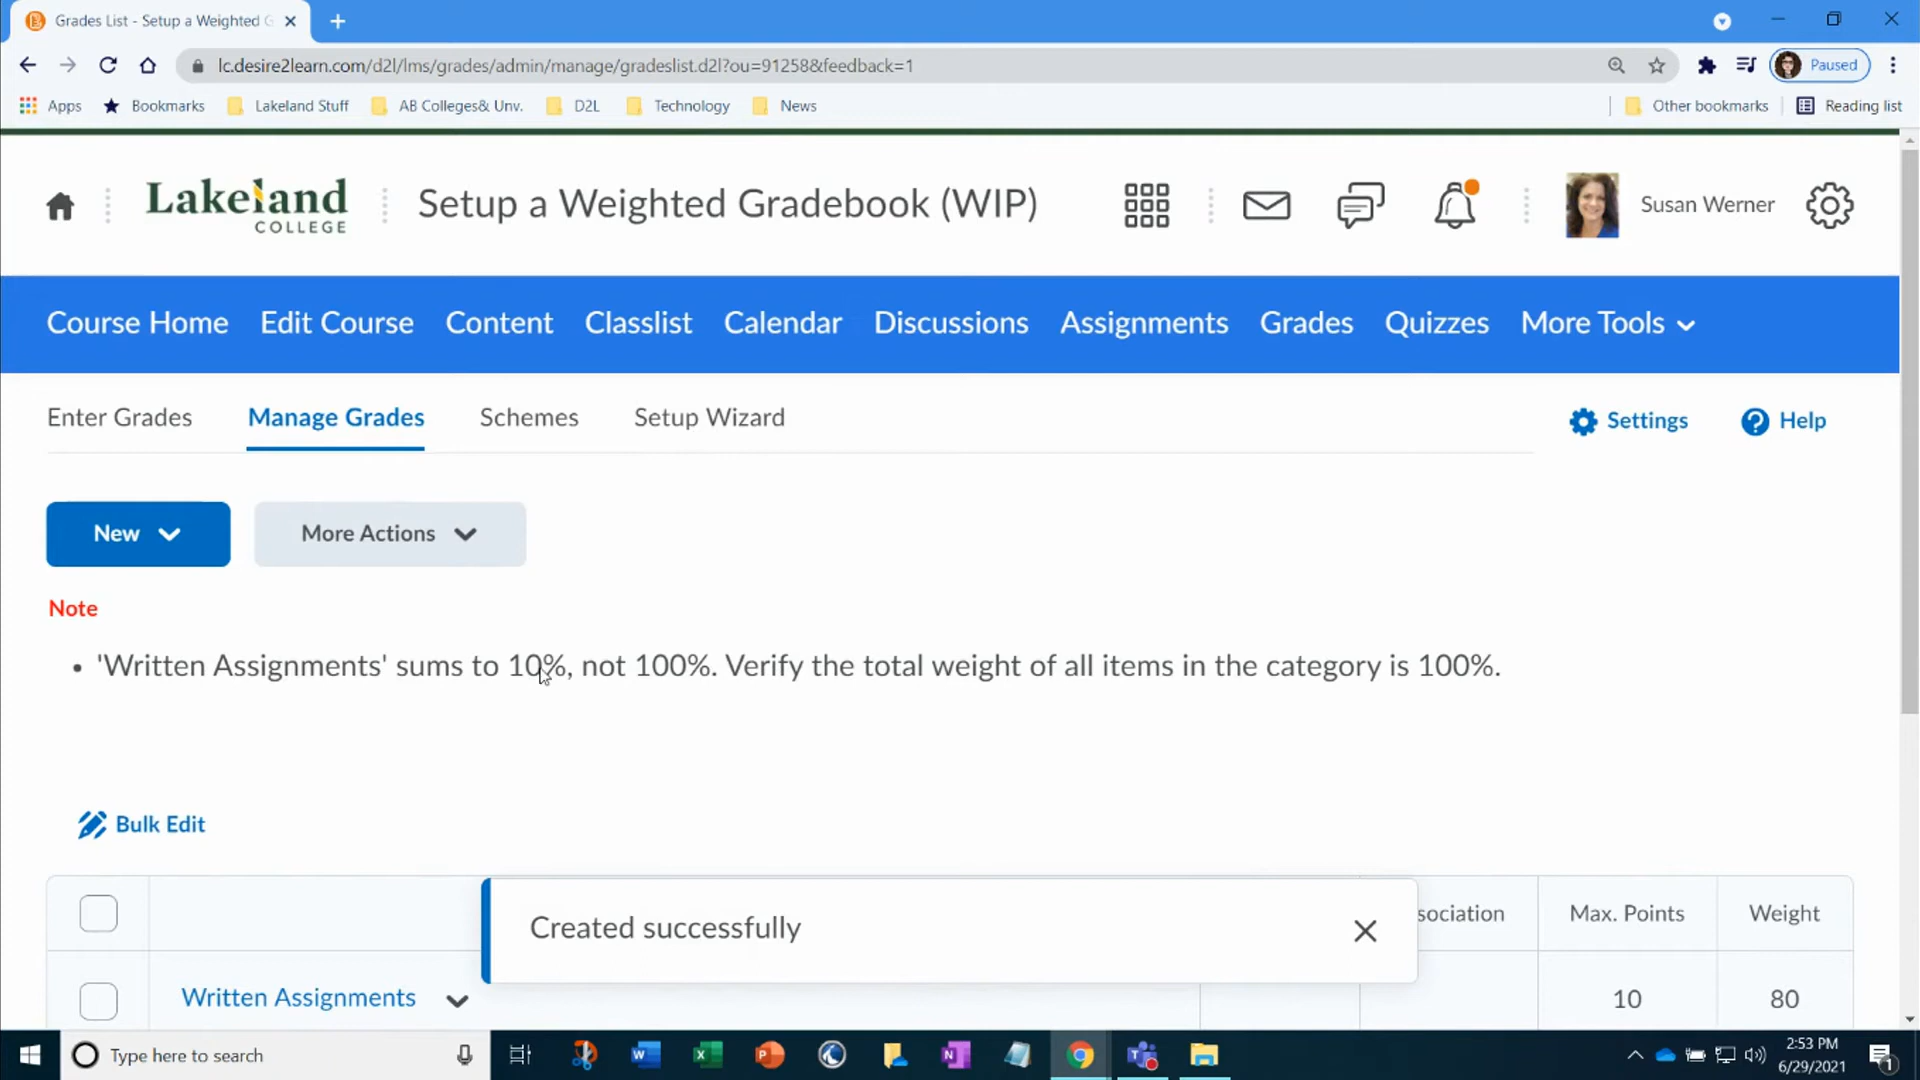 Grades List - Setup a Weighted G
lc.desire2learn.com/d2l/lms/grades/admin/manage/gradeslist.d2l?ou=91258&feedback=1
Paused
Apps Bookmarks Lakeland Stuff AB Colleges& Unv. D2L Technology News Other bookmarks Reading list
Lakeland
COLLEGE
Setup a Weighted Gradebook (WIP)
Susan Werner
Course Home Edit Course Content Classlist Calendar Discussions Assignments Grades Quizzes More Tools
Enter Grades Manage Grades Schemes Setup Wizard Settings Help
New More Actions
Note
• 'Written Assignments' sums to 10%, not 100%. Verify the total weight of all items in the category is 100%.
Bulk Edit
sociation Max. Points Weight
Created successfully
Written Assignments 10 80
Type here to search
2:53 PM
6/29/2021
1